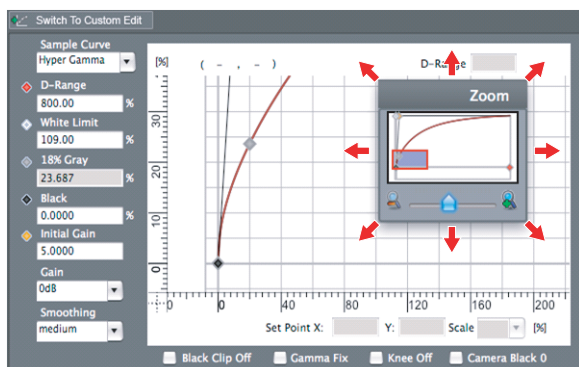 Switch To Custom Edit
Sample Curve
Hyper Gamma
D-Range
800.00 %
White Limit
109.00 %
18% Gray
23.687 %
Black
0.0000 %
Initial Gain
5.0000
Gain
0dB
Smoothing
medium
[%] ( - , - ) D-Range
Zoom
30
20
10
0
0 40 80 120 160 200
Set Point X: Y: Scale [%]
Black Clip Off Gamma Fix Knee Off Camera Black 0